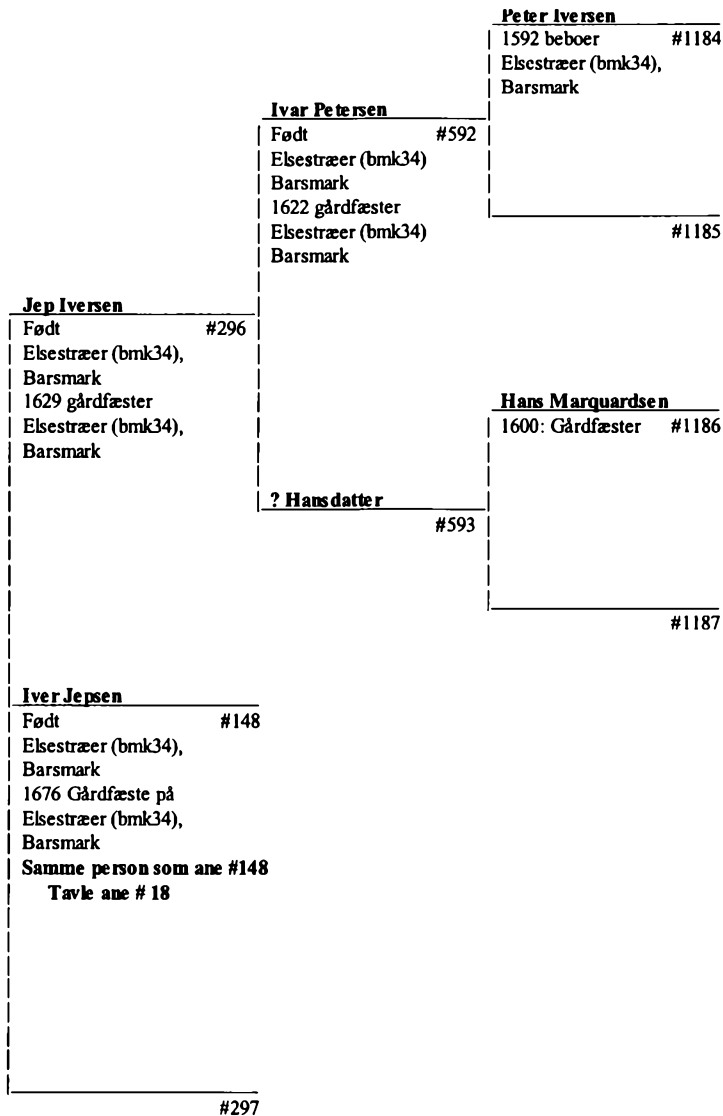 Peter Iversen
1592 beboer #1184
Elsestræer (bmk34),
Barsmark
Ivar Petersen
Født #592
Elsestræer (bmk34)
Barsmark
1622 gårdfæster
Elsestræer (bmk34)
Barsmark
#1185
Jep Iversen
Født #296
Elsestræer (bmk34),
Barsmark
1629 gårdfæster
Elsestræer (bmk34),
Barsmark
Hans Marquardsen
1600: Gårdfæster #1186
? Hansdatter
#593
#1187
Iver Jepsen
Født #148
Elsestræer (bmk34),
Barsmark
1676 Gårdfæste på
Elsestræer (bmk34),
Barsmark
Samme person som ane #148
Tavle ane # 18
#297